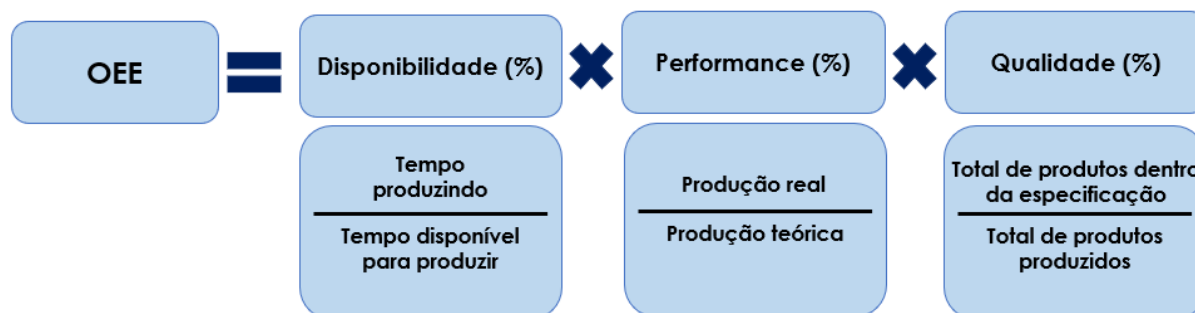 OEE
=
Disponibilidade (%)
Performance (%)
Qualidade (%)
Tempo
produzindo
Tempo disponível
para produzir
Produção real
Produção teórica
Total de produtos dentro
da especificação
Total de produtos
produzidos